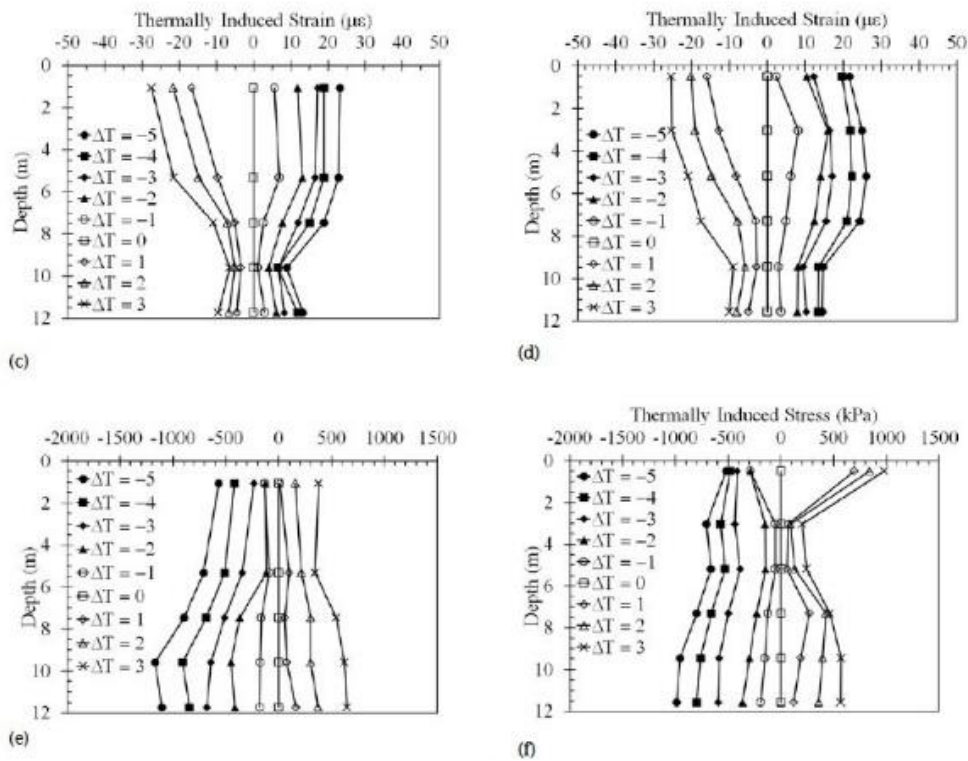 Thermally Induced Strain (με)
-50 -40 -30 -20 -10 0 10 20 30 40 50
0
2
4
6
8
10
12
Depth (m)
ΔT = −5
ΔT = −4
ΔT = −3
ΔT = −2
ΔT = −1
ΔT = 0
ΔT = 1
ΔT = 2
ΔT = 3
(c)
Thermally Induced Strain (με)
-50 -40 -30 -20 -10 0 10 20 30 40 50
0
2
4
6
8
10
12
Depth (m)
ΔT = −5
ΔT = −4
ΔT = −3
ΔT = −2
ΔT = −1
ΔT = 0
ΔT = 1
ΔT = 2
ΔT = 3
(d)
-2000 -1500 -1000 -500 0 500 1000 1500
0
2
4
6
8
10
12
Depth (m)
ΔT = −5
ΔT = −4
ΔT = −3
ΔT = −2
ΔT = −1
ΔT = 0
ΔT = 1
ΔT = 2
ΔT = 3
(e)
Thermally Induced Stress (kPa)
-2000 -1500 -1000 -500 0 500 1000 1500
0
2
4
6
8
10
12
Depth (m)
ΔT = −5
ΔT = −4
ΔT = −3
ΔT = −2
ΔT = −1
ΔT = 0
ΔT = 1
ΔT = 2
ΔT = 3
(f)